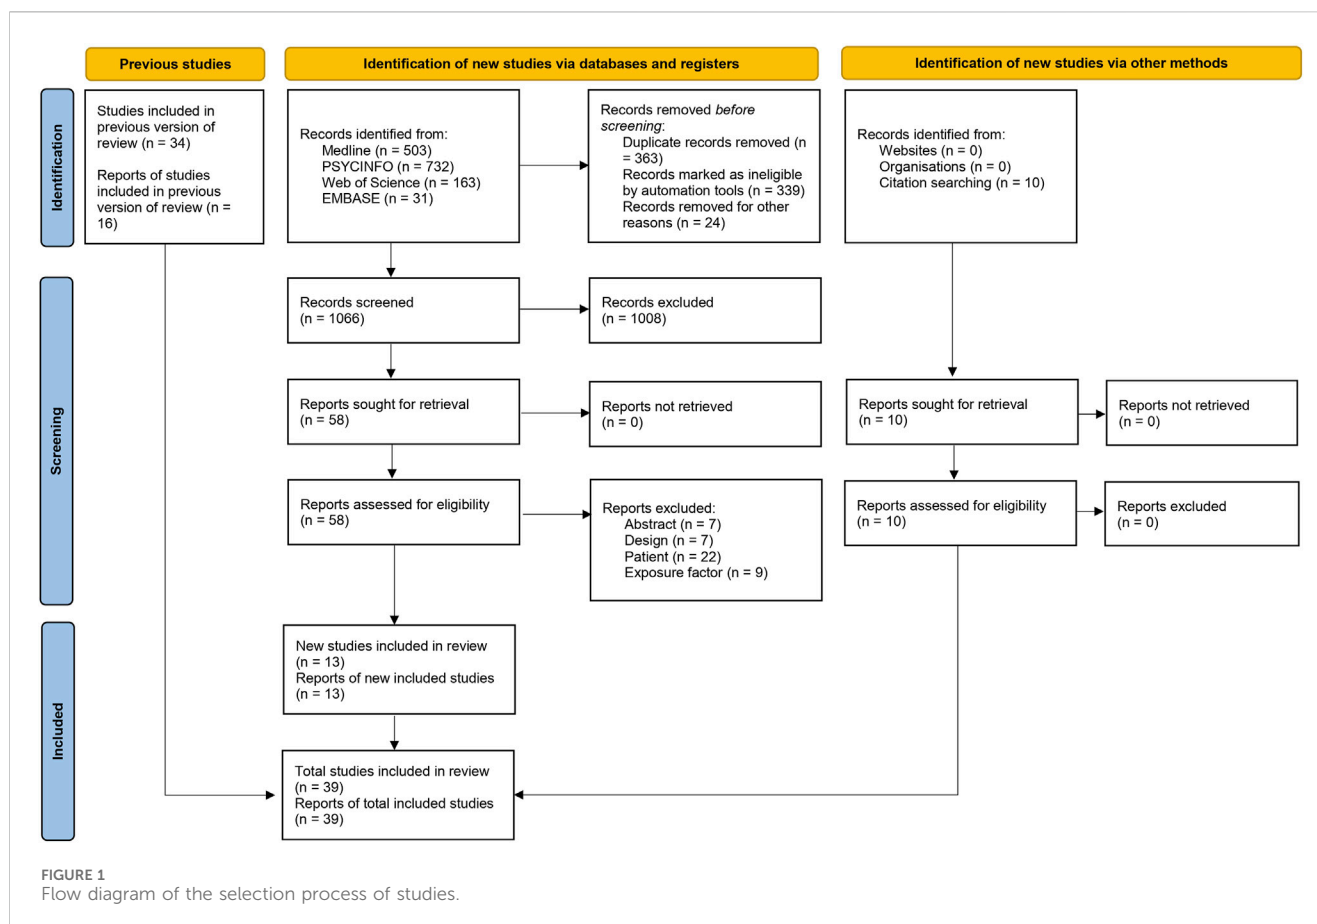 Previous studies
Identification of new studies via databases and registers
Identification of new studies via other methods
Identification
Studies included in
previous version of
review (n = 34)
Reports of studies
included in previous
version of review (n =
16)
Records identified from:
Medline (n = 503)
PSYCINFO (n = 732)
Web of Science (n = 163)
EMBASE (n = 31)
Records removed before
screening:
Duplicate records removed (n
= 363)
Records marked as ineligible
by automation tools (n = 339)
Records removed for other
reasons (n = 24)
Records identified from:
Websites (n = 0)
Organisations (n = 0)
Citation searching (n = 10)
Screening
Records screened
(n = 1066)
Records excluded
(n = 1008)
Reports sought for retrieval
(n = 58)
Reports not retrieved
(n = 0)
Reports sought for retrieval
(n = 10)
Reports not retrieved
(n = 0)
Reports assessed for eligibility
(n = 58)
Reports excluded:
Abstract (n = 7)
Design (n = 7)
Patient (n = 22)
Exposure factor (n = 9)
Reports assessed for eligibility
(n = 10)
Reports excluded
(n = 0)
Included
New studies included in review
(n = 13)
Reports of new included studies
(n = 13)
Total studies included in review
(n = 39)
Reports of total included studies
(n = 39)
FIGURE 1
Flow diagram of the selection process of studies.